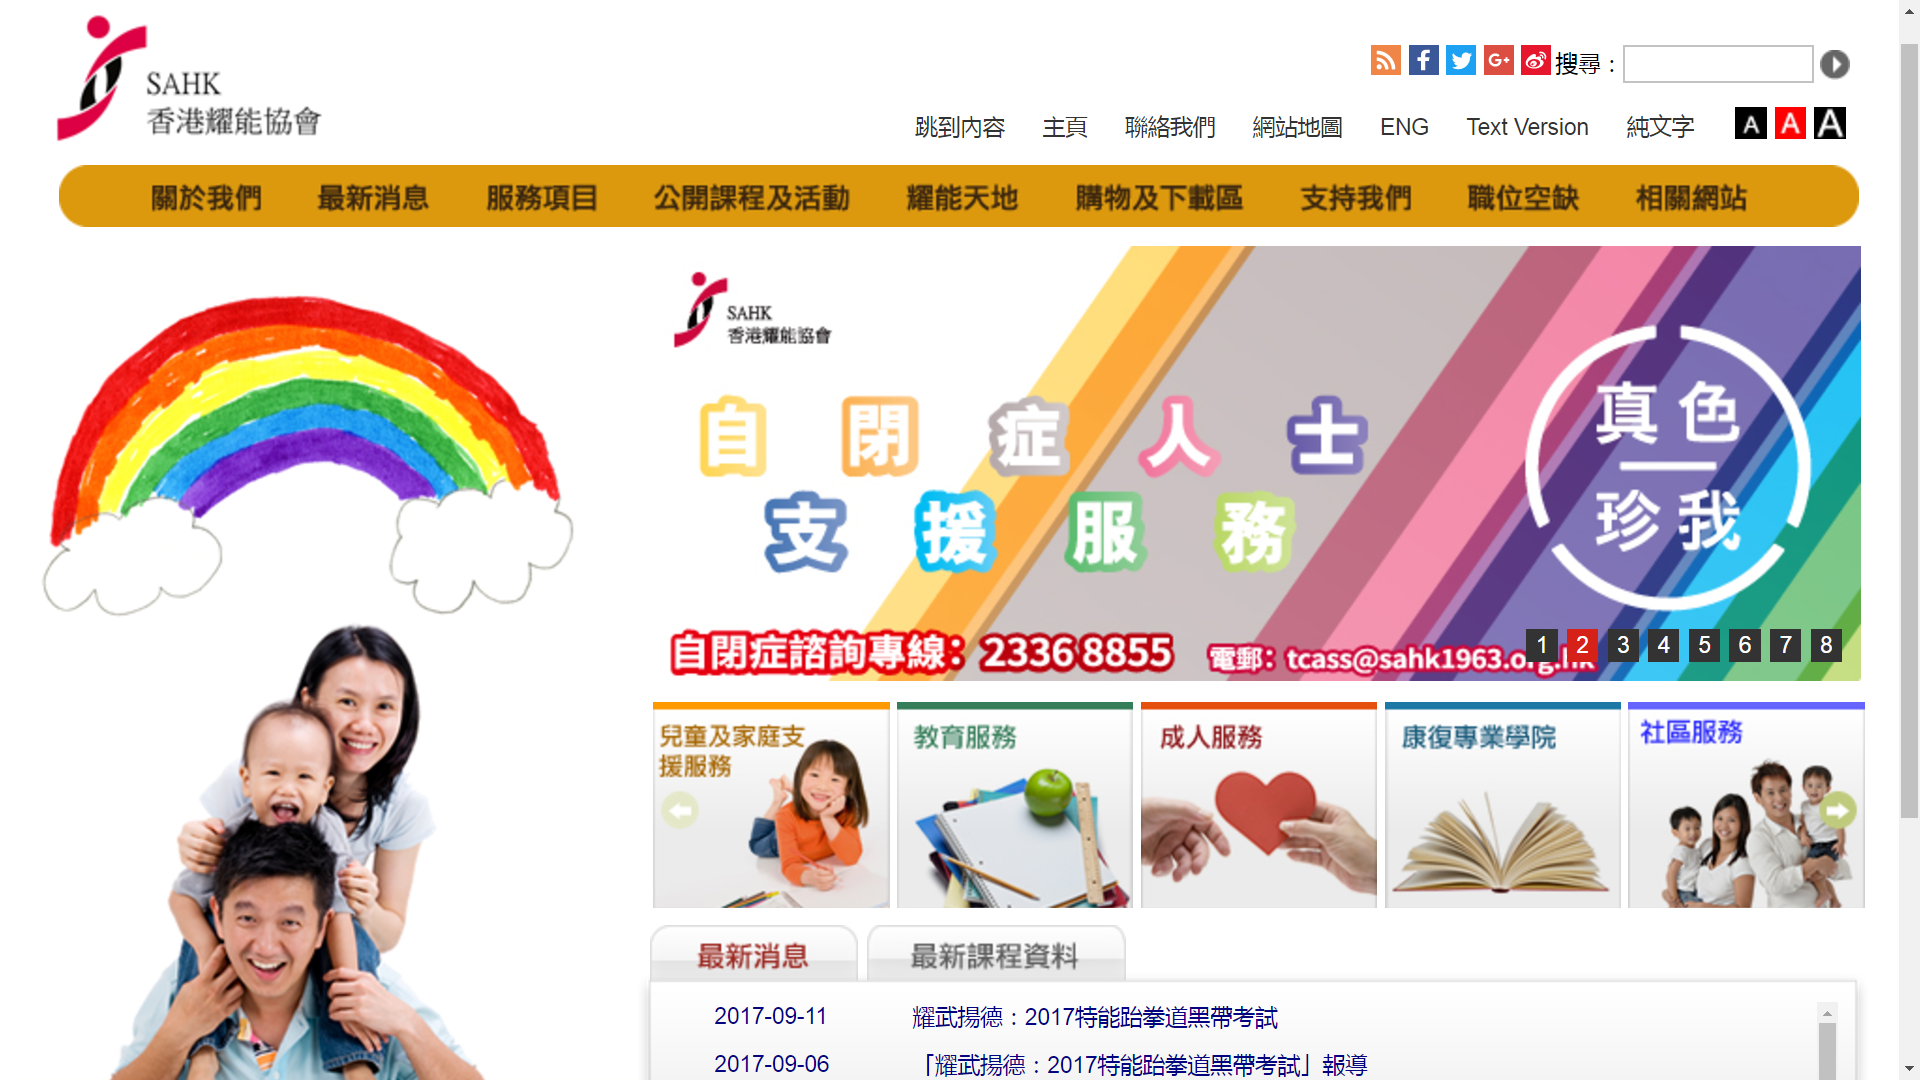 SAHK
香港耀能協會
搜尋：
跳到內容 主頁 聯絡我們 網站地圖 ENG Text Version 純文字 A A A
關於我們 最新消息 服務項目 公開課程及活動 耀能天地 購物及下載區 支持我們 職位空缺 相關網站
SAHK
香港耀能協會
自閉症人士
支援服務
真色
珍我
自閉症諮詢專線：2336 8855 電郵：tcass@sahk1963.org.hk
1 2 3 4 5 6 7 8
兒童及家庭支
援服務
教育服務
成人服務
康復專業學院
社區服務
最新消息 最新課程資料
2017-09-11 耀武揚德：2017特能跆拳道黑帶考試
2017-09-06 「耀武揚德：2017特能跆拳道黑帶考試」報導